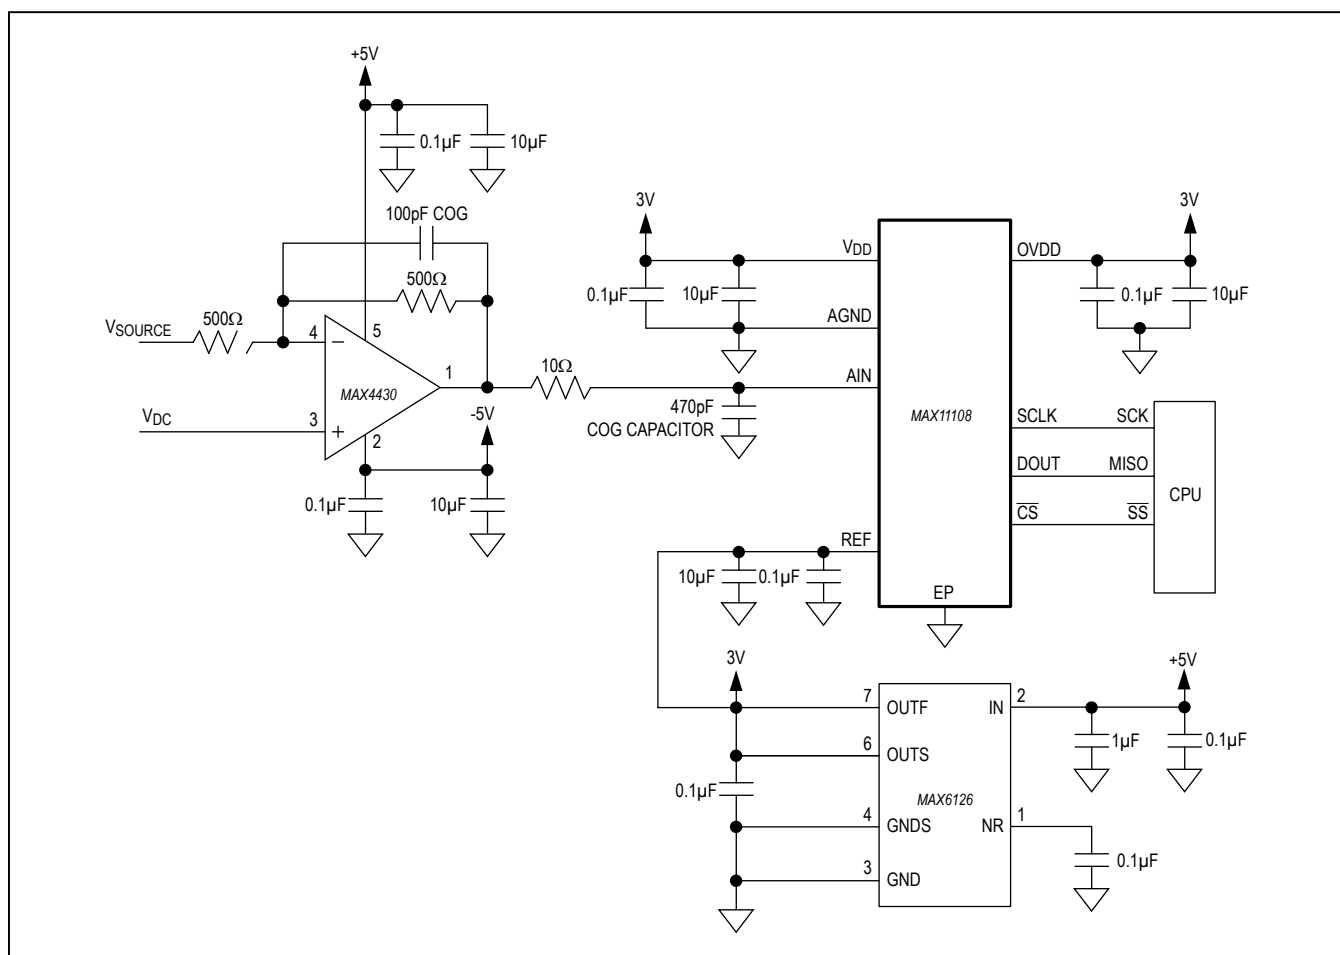 +5V
0.1µF
10µF
100pF COG
500Ω
VSOURCE
500Ω
4
5
−
MAX4430
1
VDC
3
+
2
-5V
0.1µF
10µF
10Ω
470pF
COG CAPACITOR
3V
VDD
0.1µF
10µF
AGND
AIN
MAX11108
REF
10µF
0.1µF
EP
OVDD
3V
0.1µF
10µF
SCLK
SCK
DOUT
MISO
CS
SS
CPU
3V
7
OUTF
6
OUTS
0.1µF
MAX6126
4
GNDS
3
GND
IN
2
+5V
1µF
0.1µF
NR
1
0.1µF